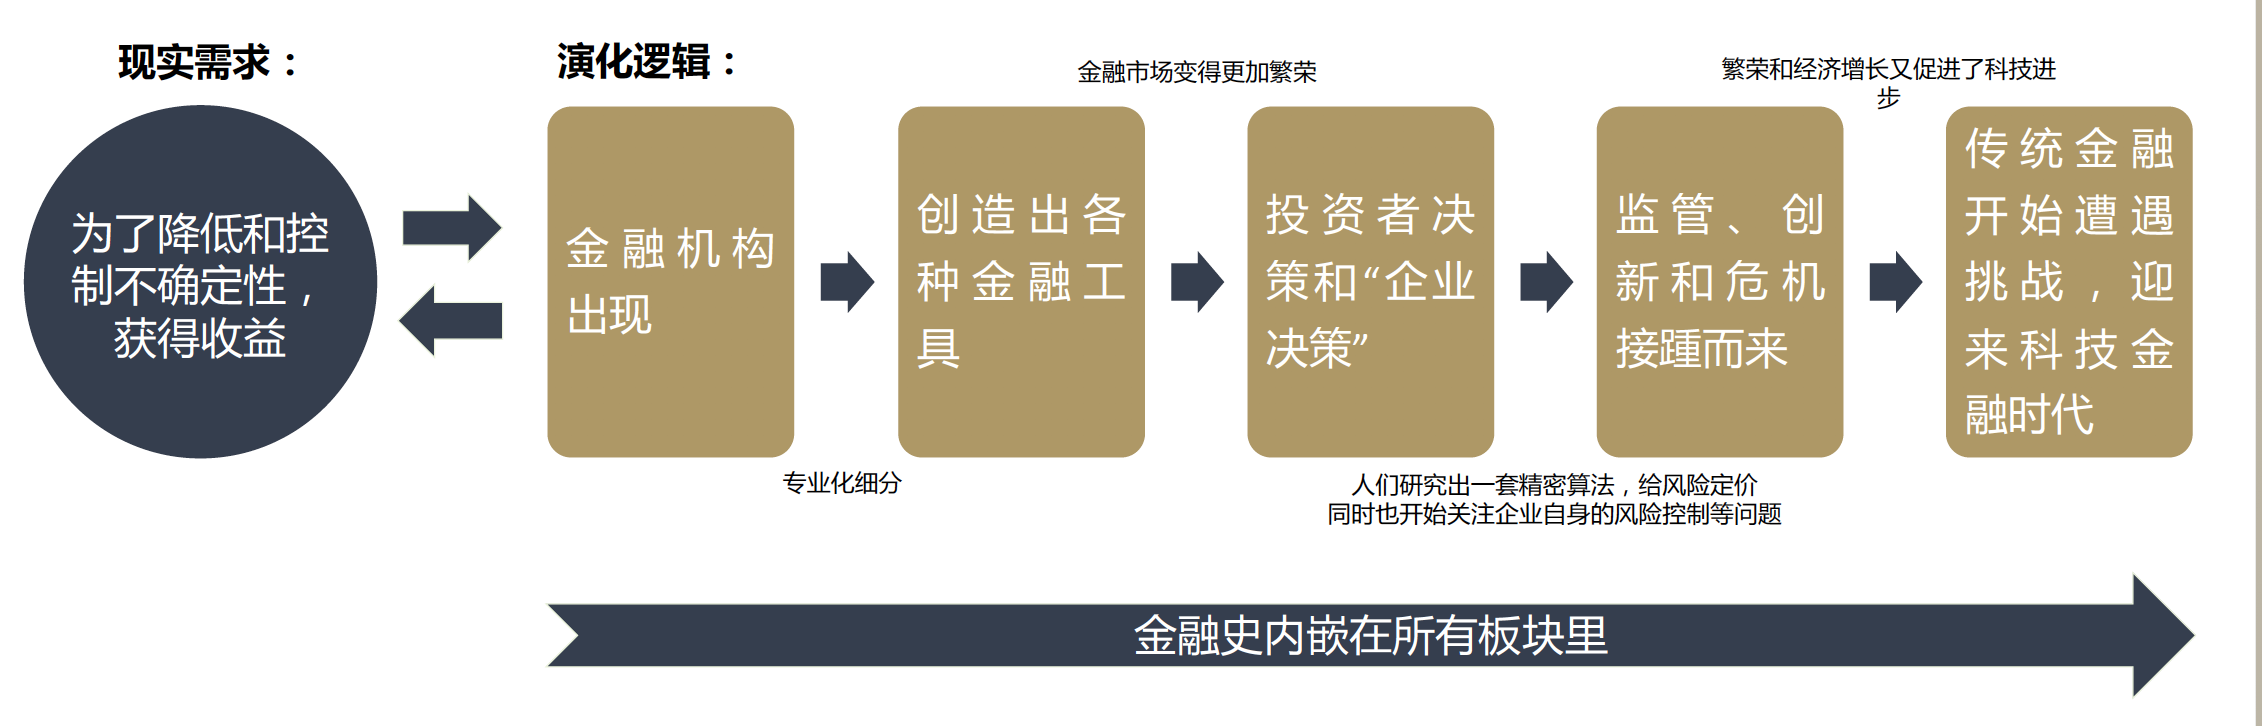 现实需求：
为了降低和控
制不确定性，
获得收益
演化逻辑：
金融机构
出现
专业化细分
创造出各
种金融工
具
金融市场变得更加繁荣
投资者决
策和“企业
决策”
人们研究出一套精密算法，给风险定价
同时也开始关注企业自身的风险控制等问题
监管、创
新和危机
接踵而来
繁荣和经济增长又促进了科技进
步
传统金融
开始遭遇
挑战，迎
来科技金
融时代
金融史内嵌在所有板块里